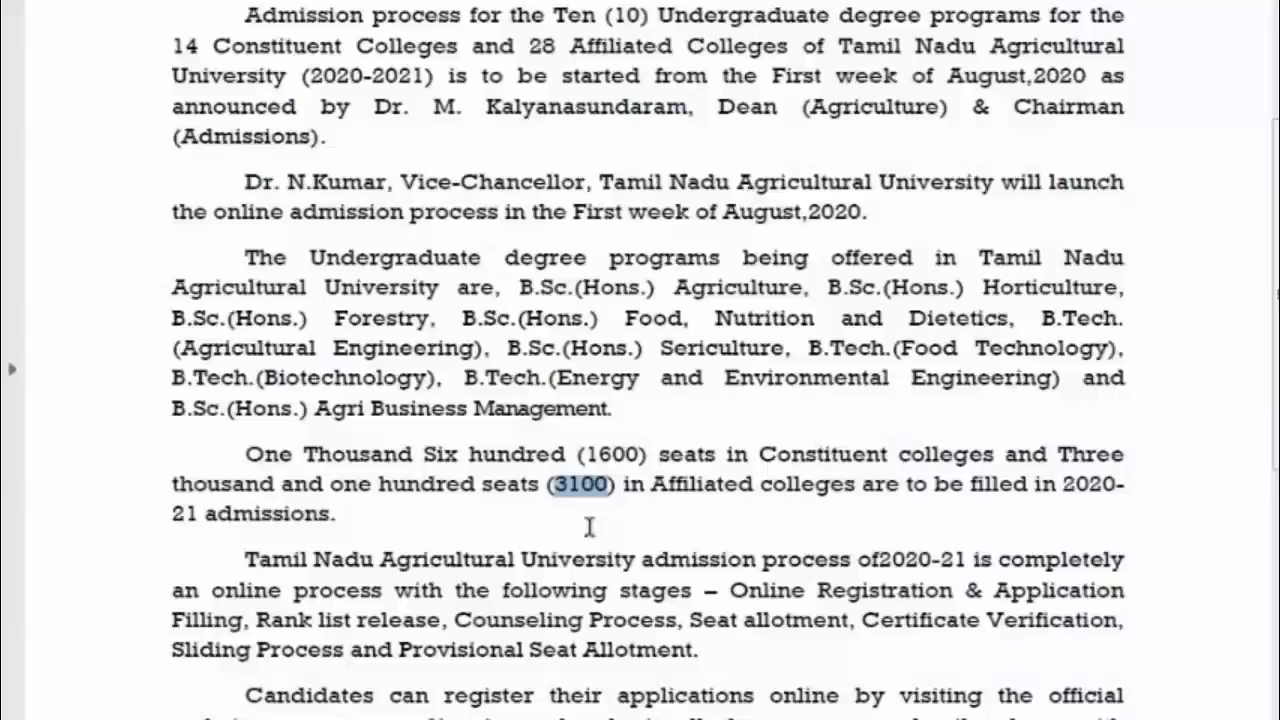 Admission process for the Ten (10) Undergraduate degree programs for the
14 Constituent Colleges and 28 Affiliated Colleges of Tamil Nadu Agricultural
University (2020-2021) is to be started from the First week of August,2020 as
announced by Dr. M. Kalyanasundaram, Dean (Agriculture) & Chairman
(Admissions).
Dr. N.Kumar, Vice-Chancellor, Tamil Nadu Agricultural University will launch
the online admission process in the First week of August,2020.
The Undergraduate degree programs being offered in Tamil Nadu
Agricultural University are, B.Sc.(Hons.) Agriculture, B.Sc.(Hons.) Horticulture,
B.Sc.(Hons.) Forestry, B.Sc.(Hons.) Food, Nutrition and Dietetics, B.Tech.
(Agricultural Engineering), B.Sc.(Hons.) Sericulture, B.Tech.(Food Technology),
B.Tech.(Biotechnology), B.Tech.(Energy and Environmental Engineering) and
B.Sc.(Hons.) Agri Business Management.
One Thousand Six hundred (1600) seats in Constituent colleges and Three
thousand and one hundred seats (3100) in Affiliated colleges are to be filled in 2020-
21 admissions.
Tamil Nadu Agricultural University admission process of2020-21 is completely
an online process with the following stages – Online Registration & Application
Filling, Rank list release, Counseling Process, Seat allotment, Certificate Verification,
Sliding Process and Provisional Seat Allotment.
Candidates can register their applications online by visiting the official